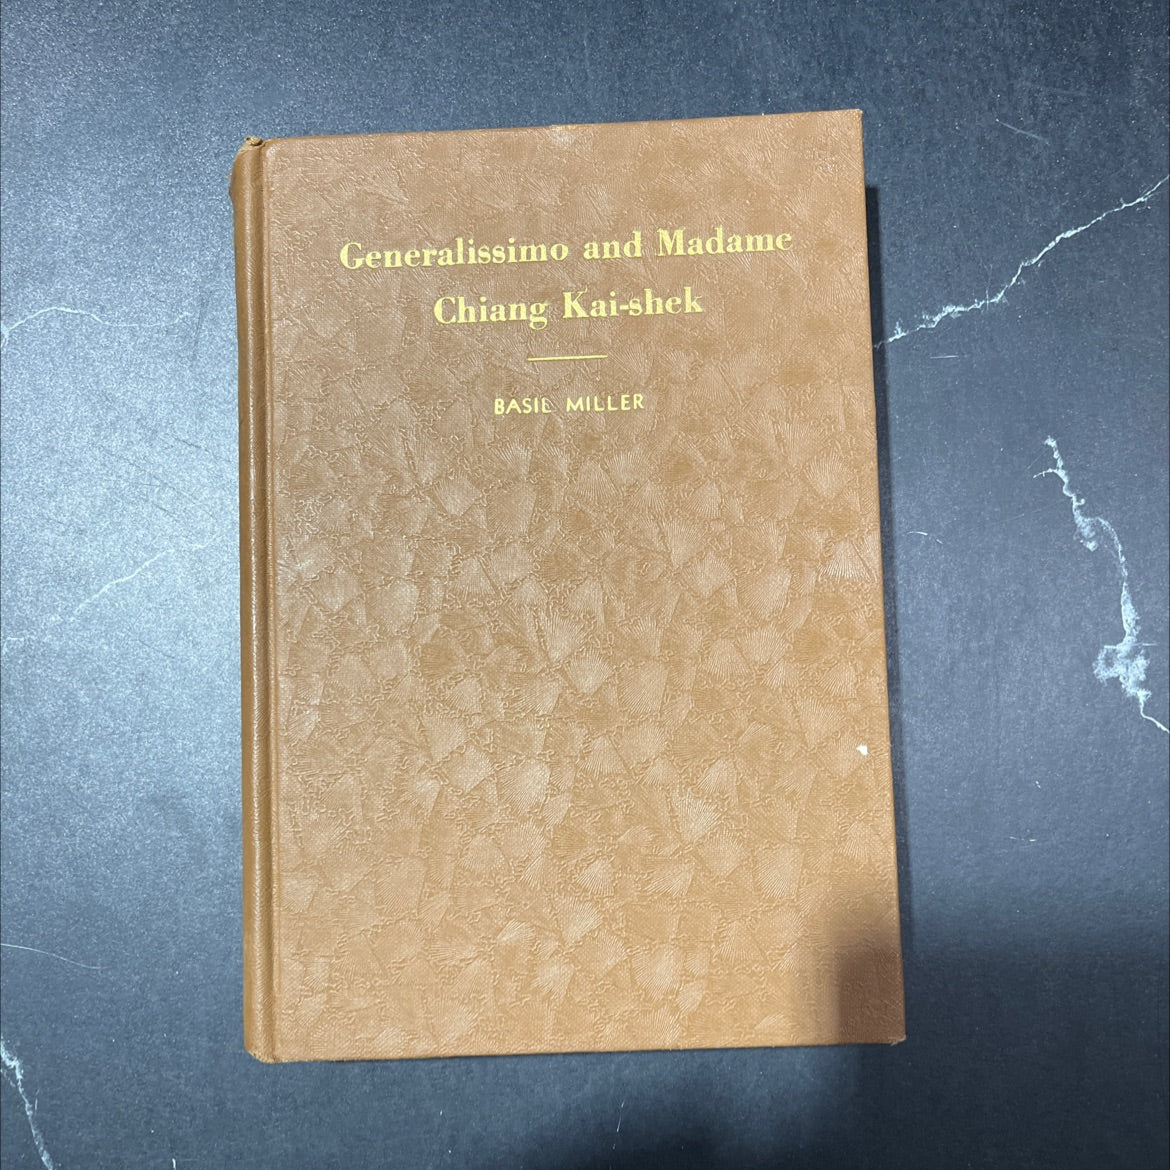 Generalissimo and Madame
Chiang Kai-shek
BASIL MILLER